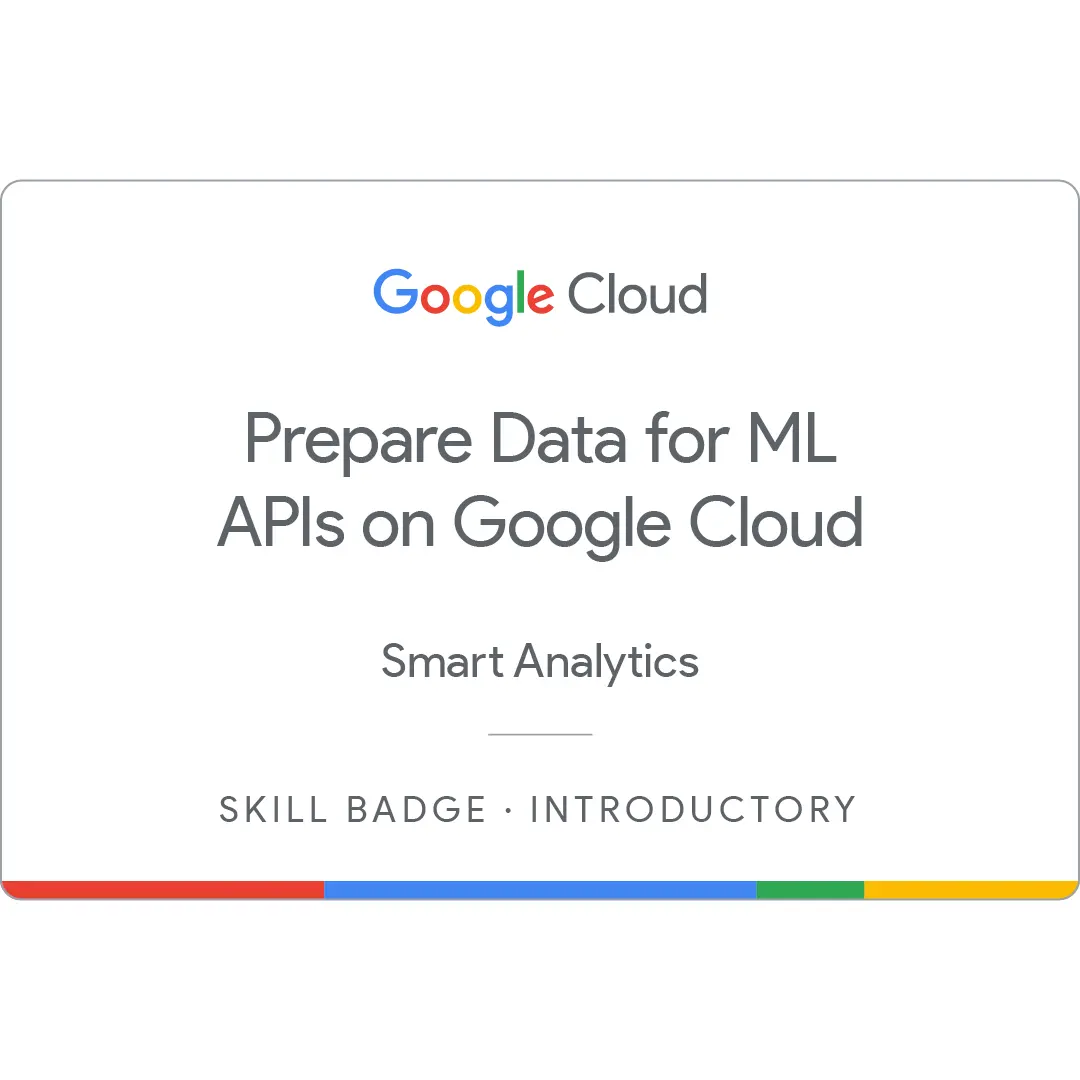 Google Cloud
Prepare Data for ML
APIs on Google Cloud
Smart Analytics
SKILL BADGE · INTRODUCTORY